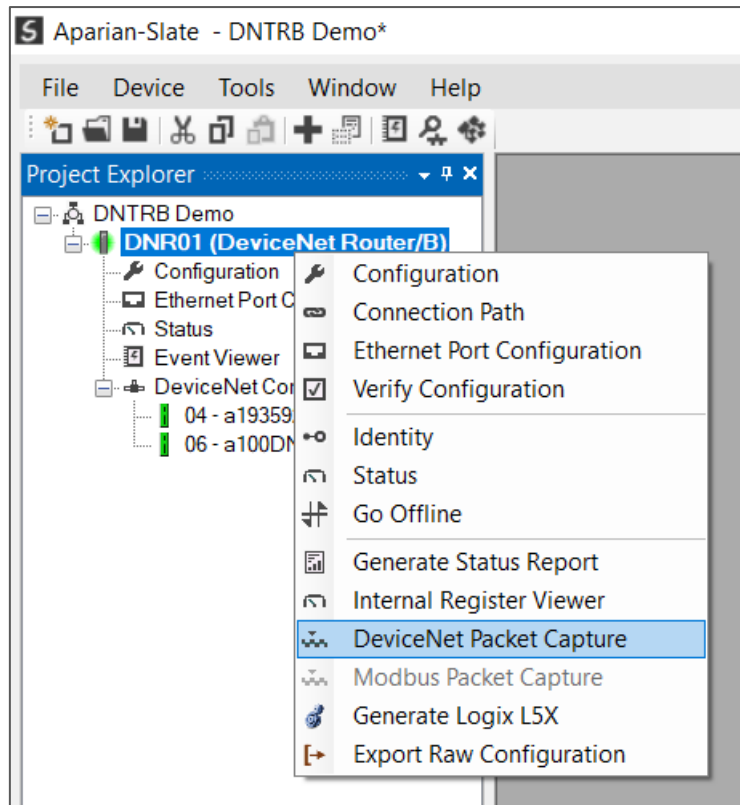 Aparian-Slate - DNTRB Demo*
File Device Tools Window Help
Project Explorer
DNTRB Demo
DNR01 (DeviceNet Router/B)
Configuration
Ethernet Port C
Status
Event Viewer
DeviceNet Con
04 - a19359
06 - a100DN
Configuration
Connection Path
Ethernet Port Configuration
Verify Configuration
Identity
Status
Go Offline
Generate Status Report
Internal Register Viewer
DeviceNet Packet Capture
Modbus Packet Capture
Generate Logix L5X
Export Raw Configuration